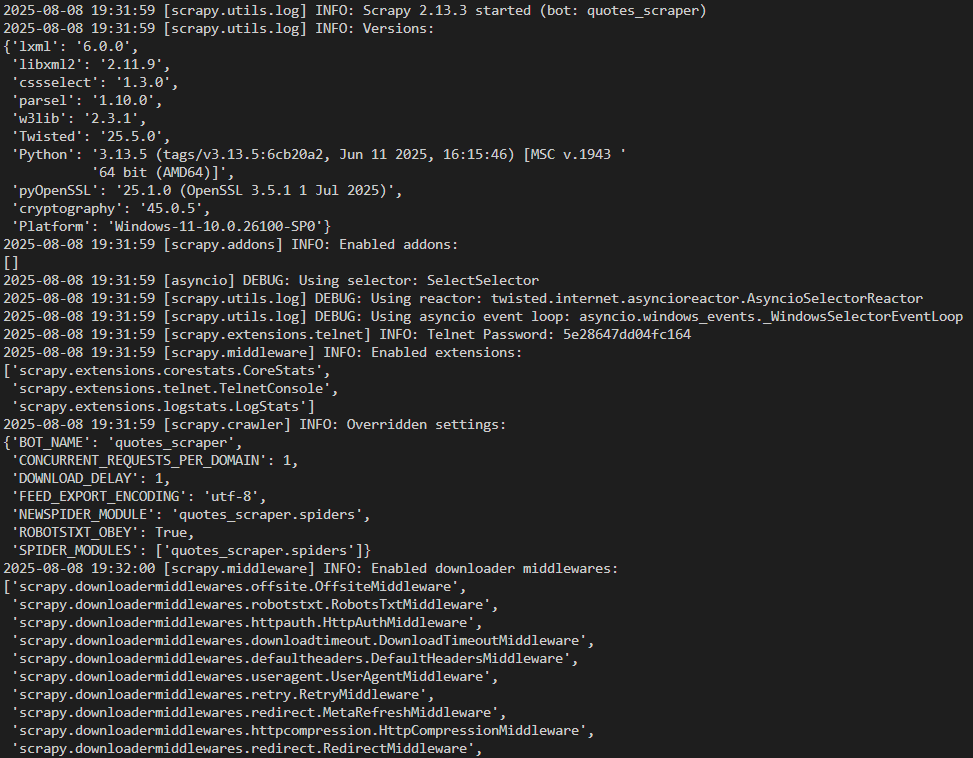 2025-08-08 19:31:59 [scrapy.utils.log] INFO: Scrapy 2.13.3 started (bot: quotes_scraper)
2025-08-08 19:31:59 [scrapy.utils.log] INFO: Versions:
{'lxml': '6.0.0',
 'libxml2': '2.11.9',
 'cssselect': '1.3.0',
 'parsel': '1.10.0',
 'w3lib': '2.3.1',
 'Twisted': '25.5.0',
 'Python': '3.13.5 (tags/v3.13.5:6cb20a2, Jun 11 2025, 16:15:46) [MSC v.1943 '
           '64 bit (AMD64)]',
 'pyOpenSSL': '25.1.0 (OpenSSL 3.5.1 1 Jul 2025)',
 'cryptography': '45.0.5',
 'Platform': 'Windows-11-10.0.26100-SP0'}
2025-08-08 19:31:59 [scrapy.addons] INFO: Enabled addons:
[]
2025-08-08 19:31:59 [asyncio] DEBUG: Using selector: SelectSelector
2025-08-08 19:31:59 [scrapy.utils.log] DEBUG: Using reactor: twisted.internet.asyncioreactor.AsyncioSelectorReactor
2025-08-08 19:31:59 [scrapy.utils.log] DEBUG: Using asyncio event loop: asyncio.windows_events._WindowsSelectorEventLoop
2025-08-08 19:31:59 [scrapy.extensions.telnet] INFO: Telnet Password: 5e28647dd04fc164
2025-08-08 19:31:59 [scrapy.middleware] INFO: Enabled extensions:
['scrapy.extensions.corestats.CoreStats',
 'scrapy.extensions.telnet.TelnetConsole',
 'scrapy.extensions.logstats.LogStats']
2025-08-08 19:31:59 [scrapy.crawler] INFO: Overridden settings:
{'BOT_NAME': 'quotes_scraper',
 'CONCURRENT_REQUESTS_PER_DOMAIN': 1,
 'DOWNLOAD_DELAY': 1,
 'FEED_EXPORT_ENCODING': 'utf-8',
 'NEWSPIDER_MODULE': 'quotes_scraper.spiders',
 'ROBOTSTXT_OBEY': True,
 'SPIDER_MODULES': ['quotes_scraper.spiders']}
2025-08-08 19:32:00 [scrapy.middleware] INFO: Enabled downloader middlewares:
['scrapy.downloadermiddlewares.offsite.OffsiteMiddleware',
 'scrapy.downloadermiddlewares.robotstxt.RobotsTxtMiddleware',
 'scrapy.downloadermiddlewares.httpauth.HttpAuthMiddleware',
 'scrapy.downloadermiddlewares.downloadtimeout.DownloadTimeoutMiddleware',
 'scrapy.downloadermiddlewares.defaultheaders.DefaultHeadersMiddleware',
 'scrapy.downloadermiddlewares.useragent.UserAgentMiddleware',
 'scrapy.downloadermiddlewares.retry.RetryMiddleware',
 'scrapy.downloadermiddlewares.redirect.MetaRefreshMiddleware',
 'scrapy.downloadermiddlewares.httpcompression.HttpCompressionMiddleware',
 'scrapy.downloadermiddlewares.redirect.RedirectMiddleware',